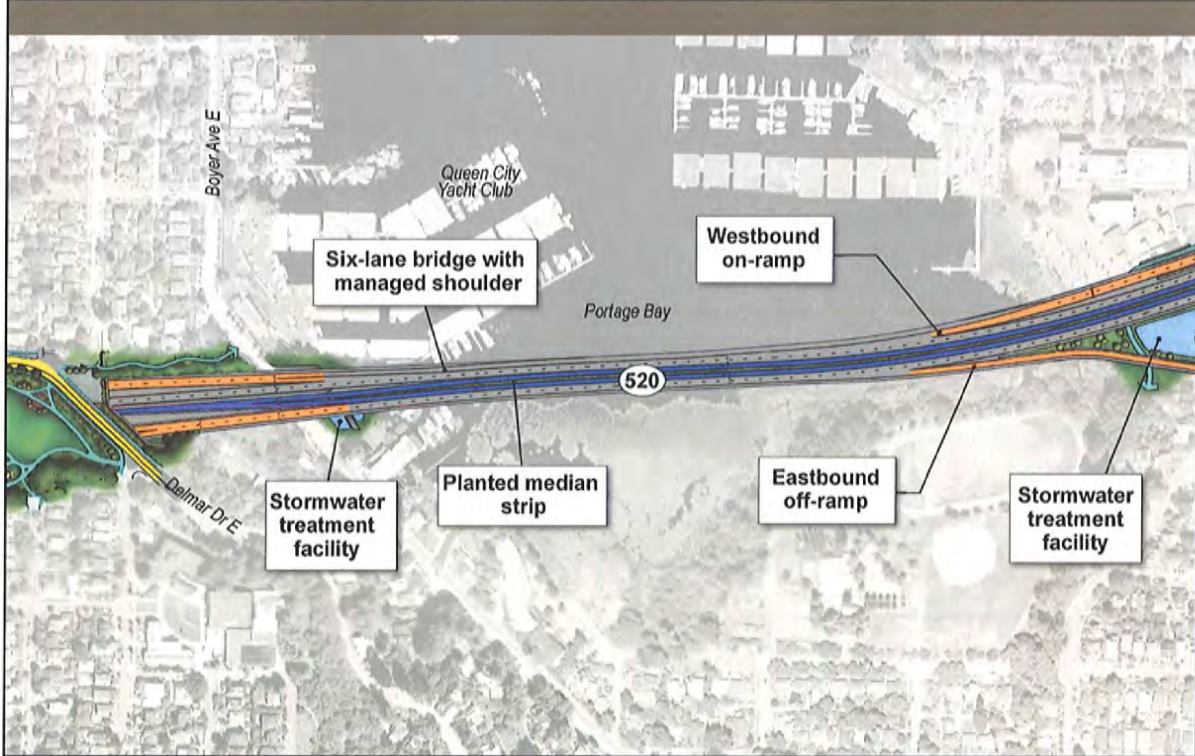 Boyer Ave E
Queen City
Yacht Club
Westbound
on-ramp
Six-lane bridge with
managed shoulder
Portage Bay
520
Planted median
strip
Eastbound
off-ramp
Stormwater
treatment
facility
Stormwater
treatment
facility
Delmar Dr E